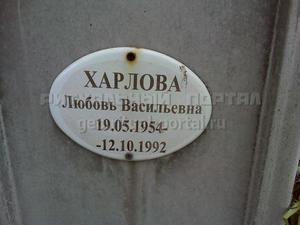 ХАРЛОВА
Любовь Васильевна
19.05.1954-
-12.10.1992